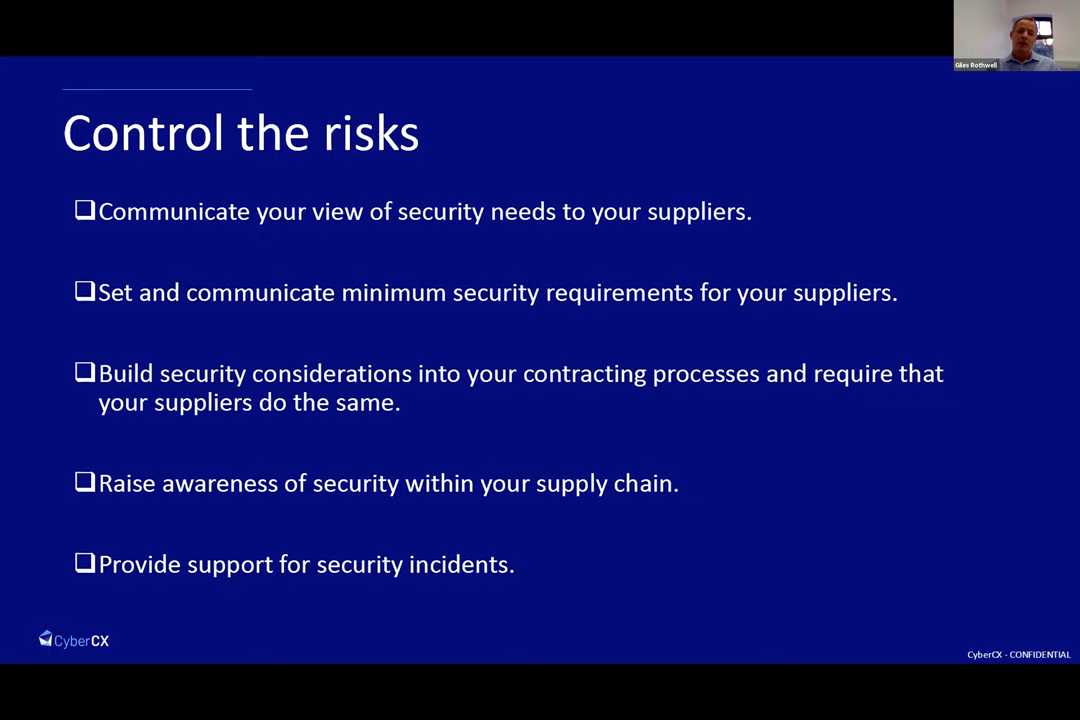 Giles Rothwell
Control the risks
❑Communicate your view of security needs to your suppliers.
❑Set and communicate minimum security requirements for your suppliers.
❑Build security considerations into your contracting processes and require that
your suppliers do the same.
❑Raise awareness of security within your supply chain.
❑Provide support for security incidents.
CyberCX
CyberCX - CONFIDENTIAL